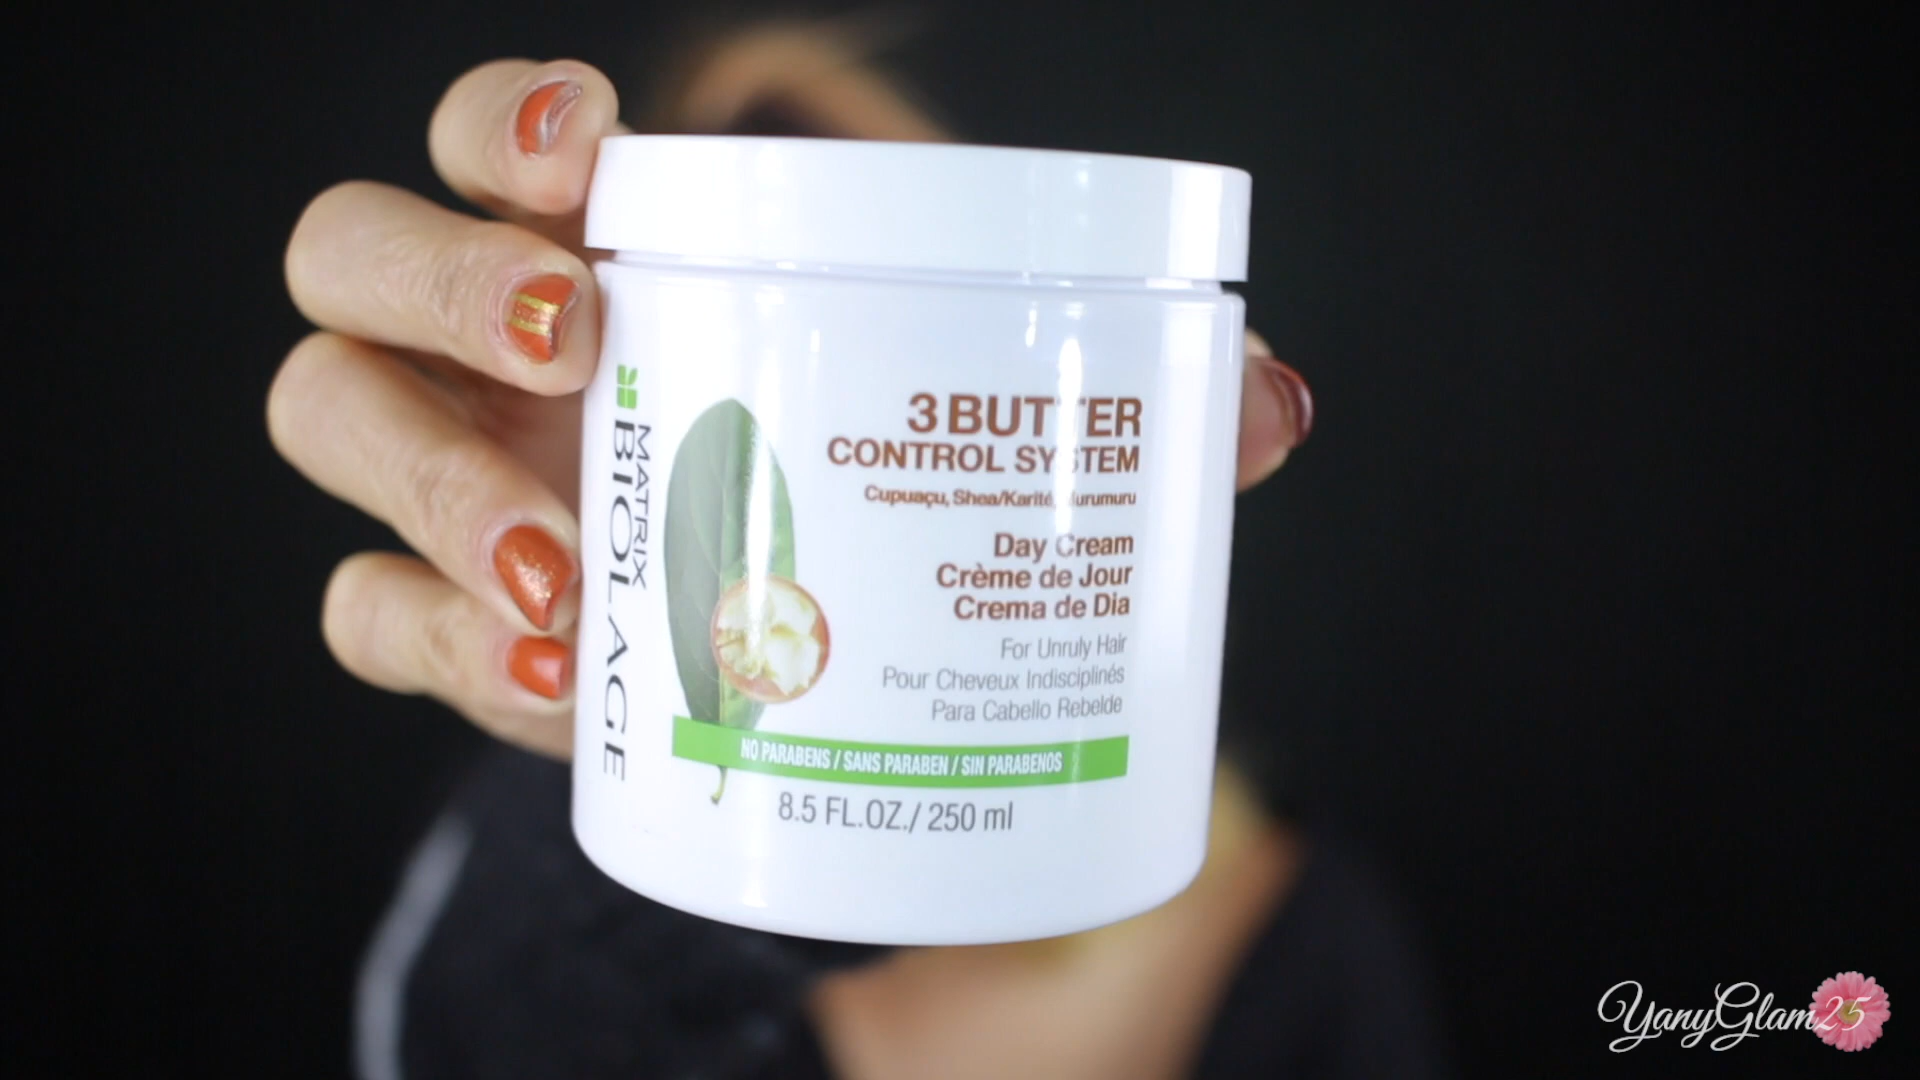 MATRIX
BIOLAGE
3 BUTTER
CONTROL SYSTEM
Cupuaçu, Shea/Karité, Murumuru
Day Cream
Crème de Jour
Crema de Dia
For Unruly Hair
Pour Cheveux Indisciplinés
Para Cabello Rebelde
NO PARABENS / SANS PARABEN / SIN PARABENOS
8.5 FL.OZ./ 250 ml
YanyGlam25